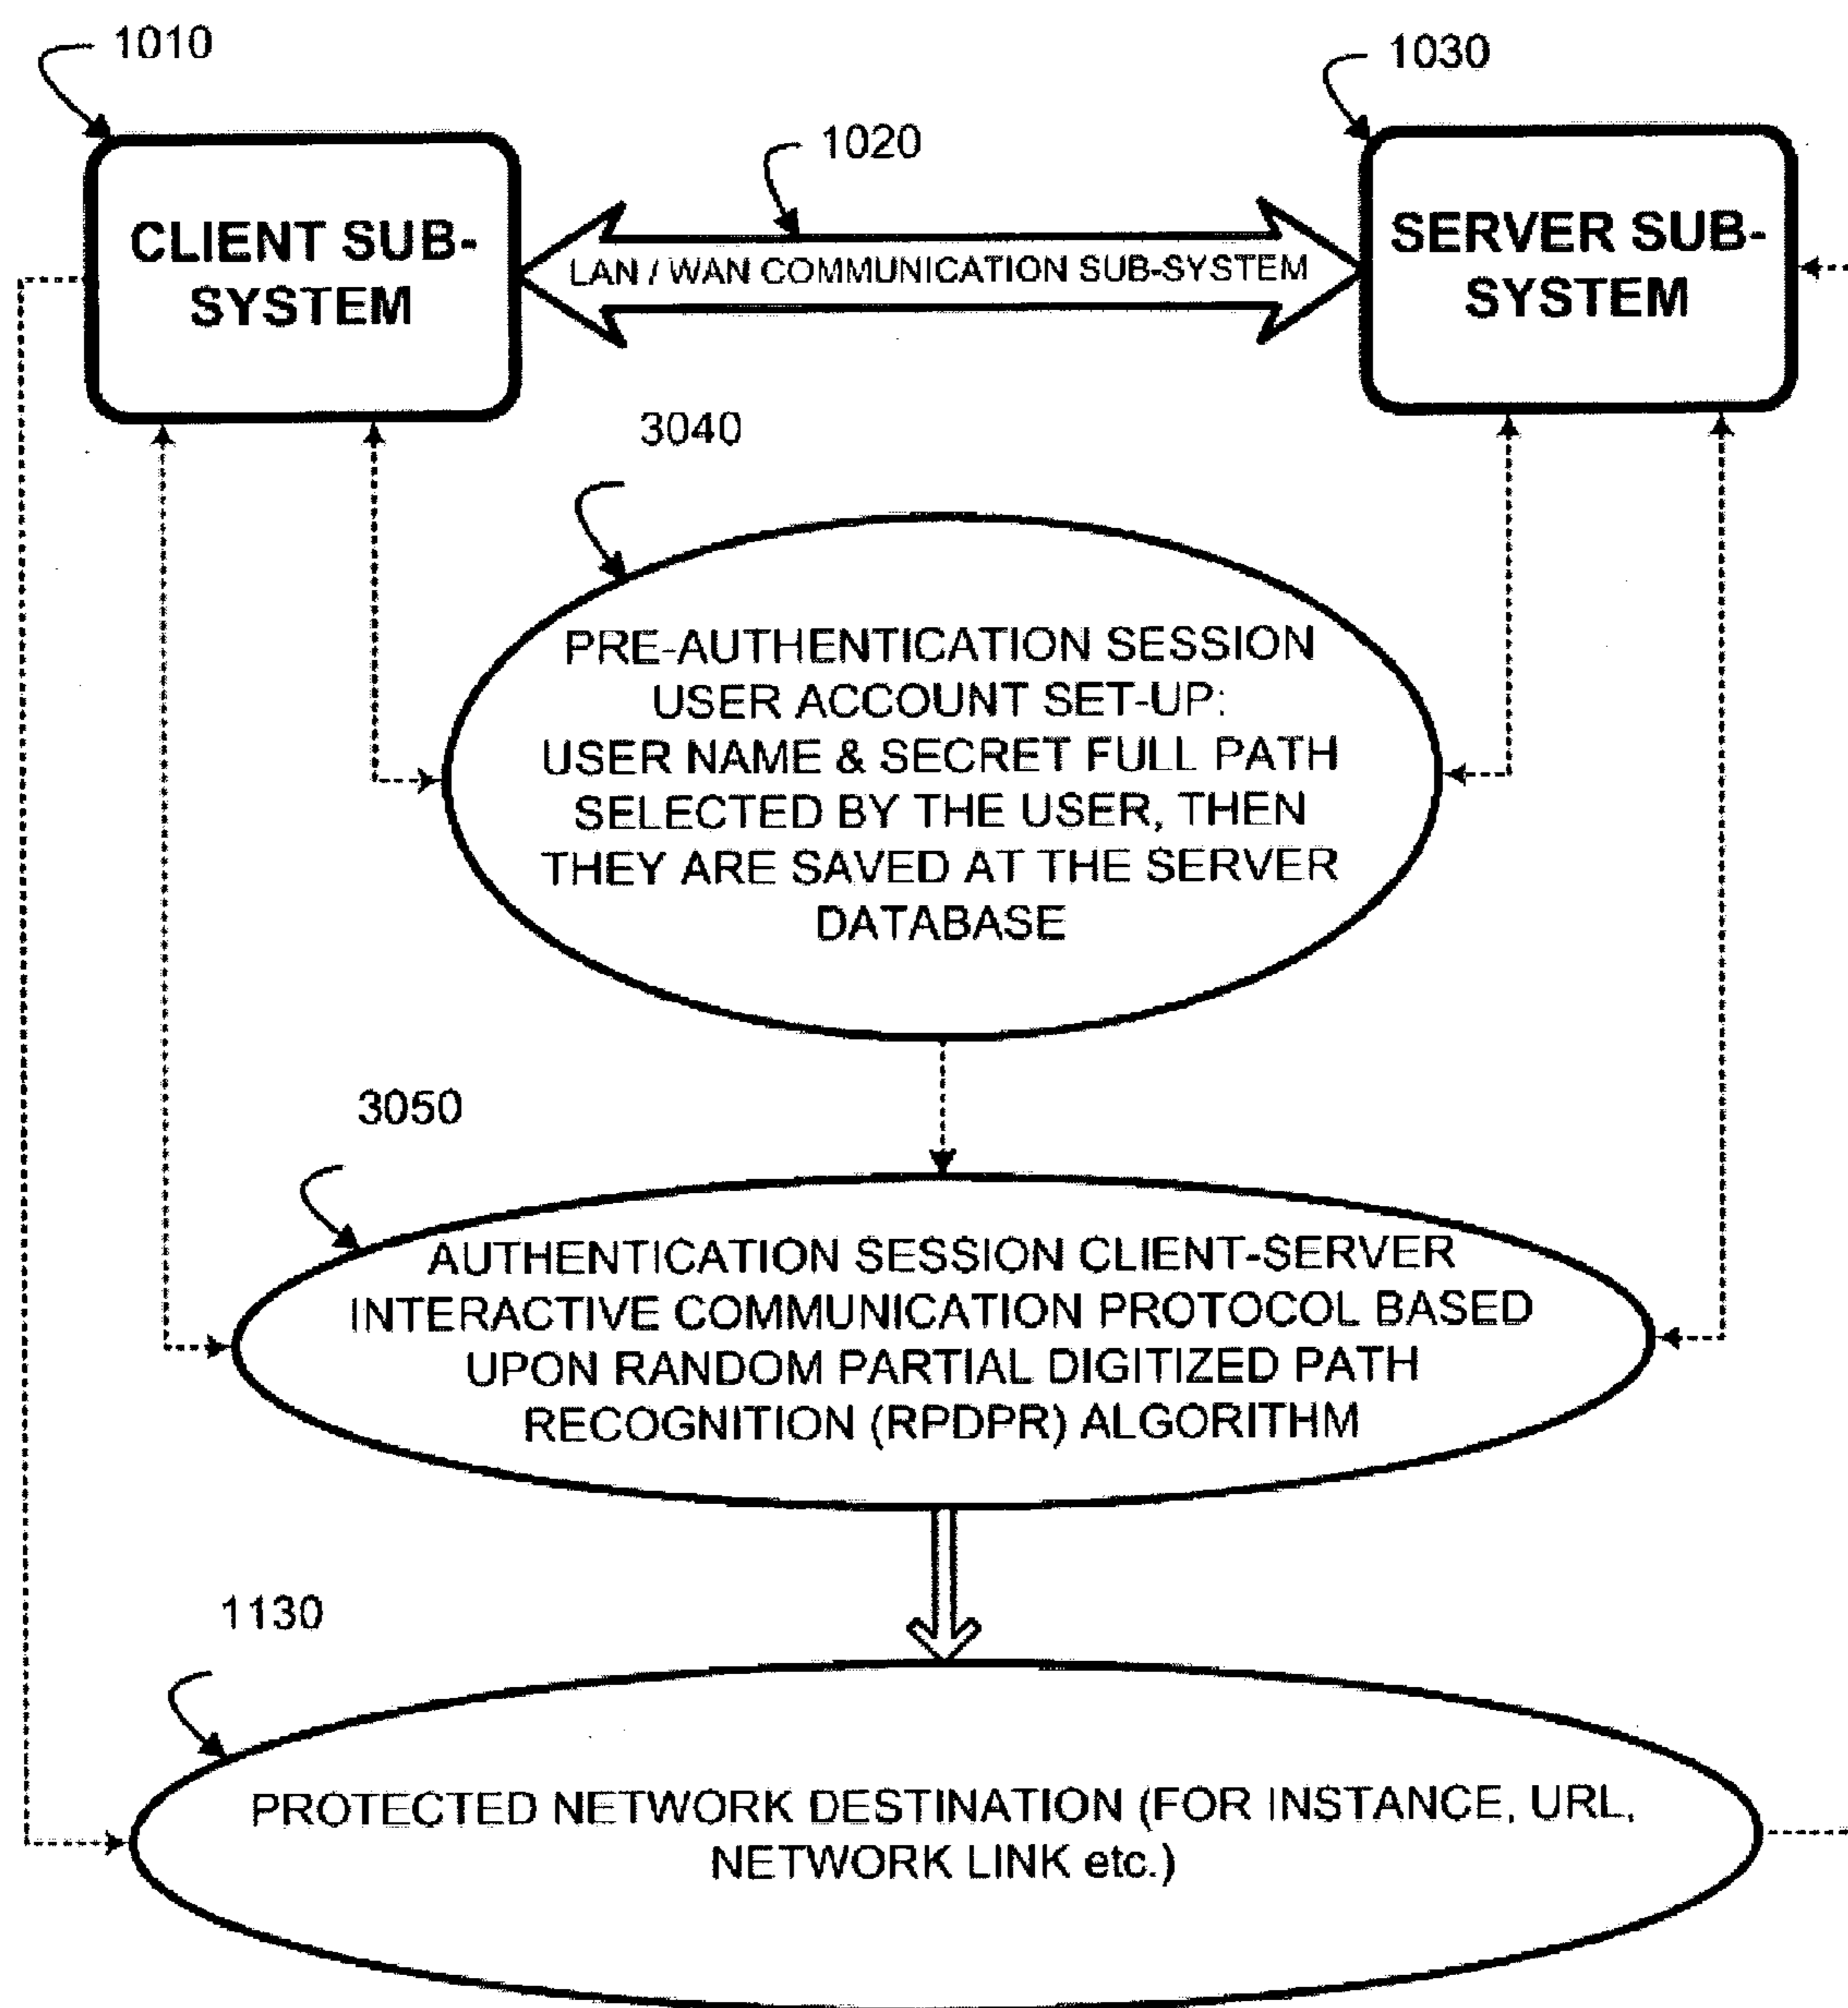 1010
1030
1020
CLIENT SUB-
SYSTEM
LAN / WAN COMMUNICATION SUB-SYSTEM
SERVER SUB-
SYSTEM
3040
PRE-AUTHENTICATION SESSION
USER ACCOUNT SET-UP:
USER NAME & SECRET FULL PATH
SELECTED BY THE USER, THEN
THEY ARE SAVED AT THE SERVER
DATABASE
3050
AUTHENTICATION SESSION CLIENT-SERVER
INTERACTIVE COMMUNICATION PROTOCOL BASED
UPON RANDOM PARTIAL DIGITIZED PATH
RECOGNITION (RPDPR) ALGORITHM
1130
PROTECTED NETWORK DESTINATION (FOR INSTANCE, URL,
NETWORK LINK etc.)